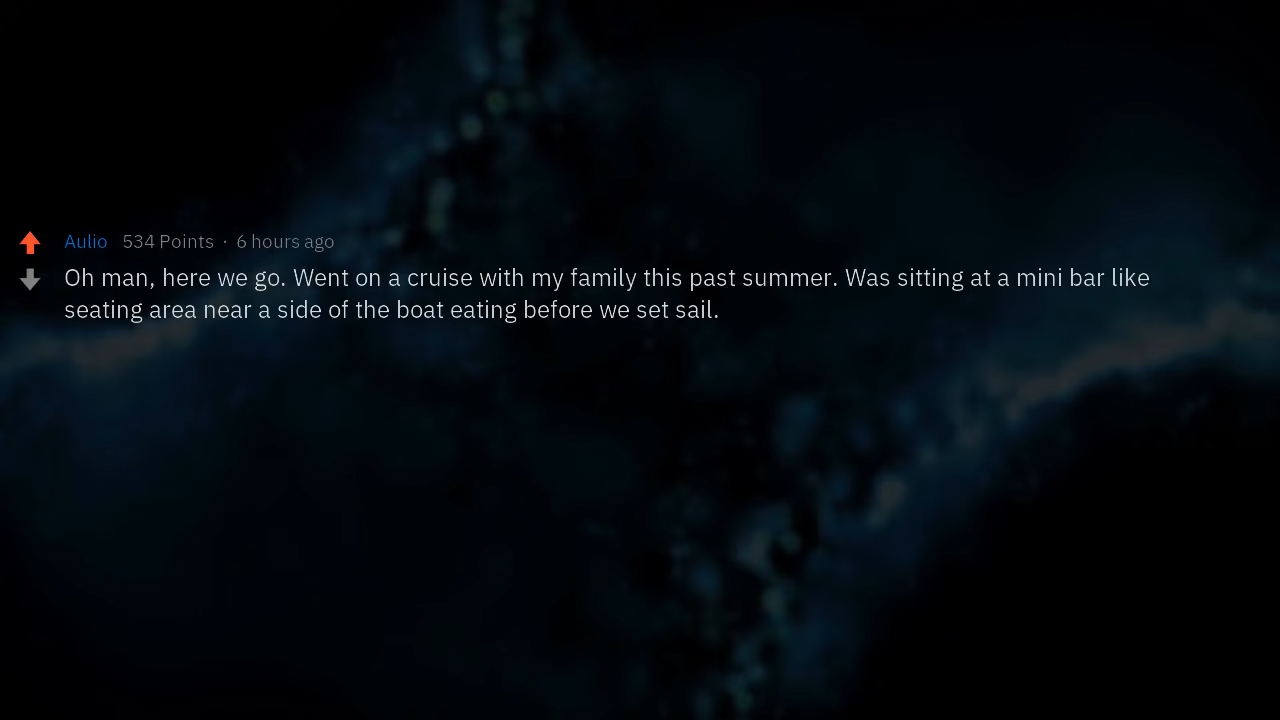 Aulio 534 Points · 6 hours ago
Oh man, here we go. Went on a cruise with my family this past summer. Was sitting at a mini bar like
seating area near a side of the boat eating before we set sail.